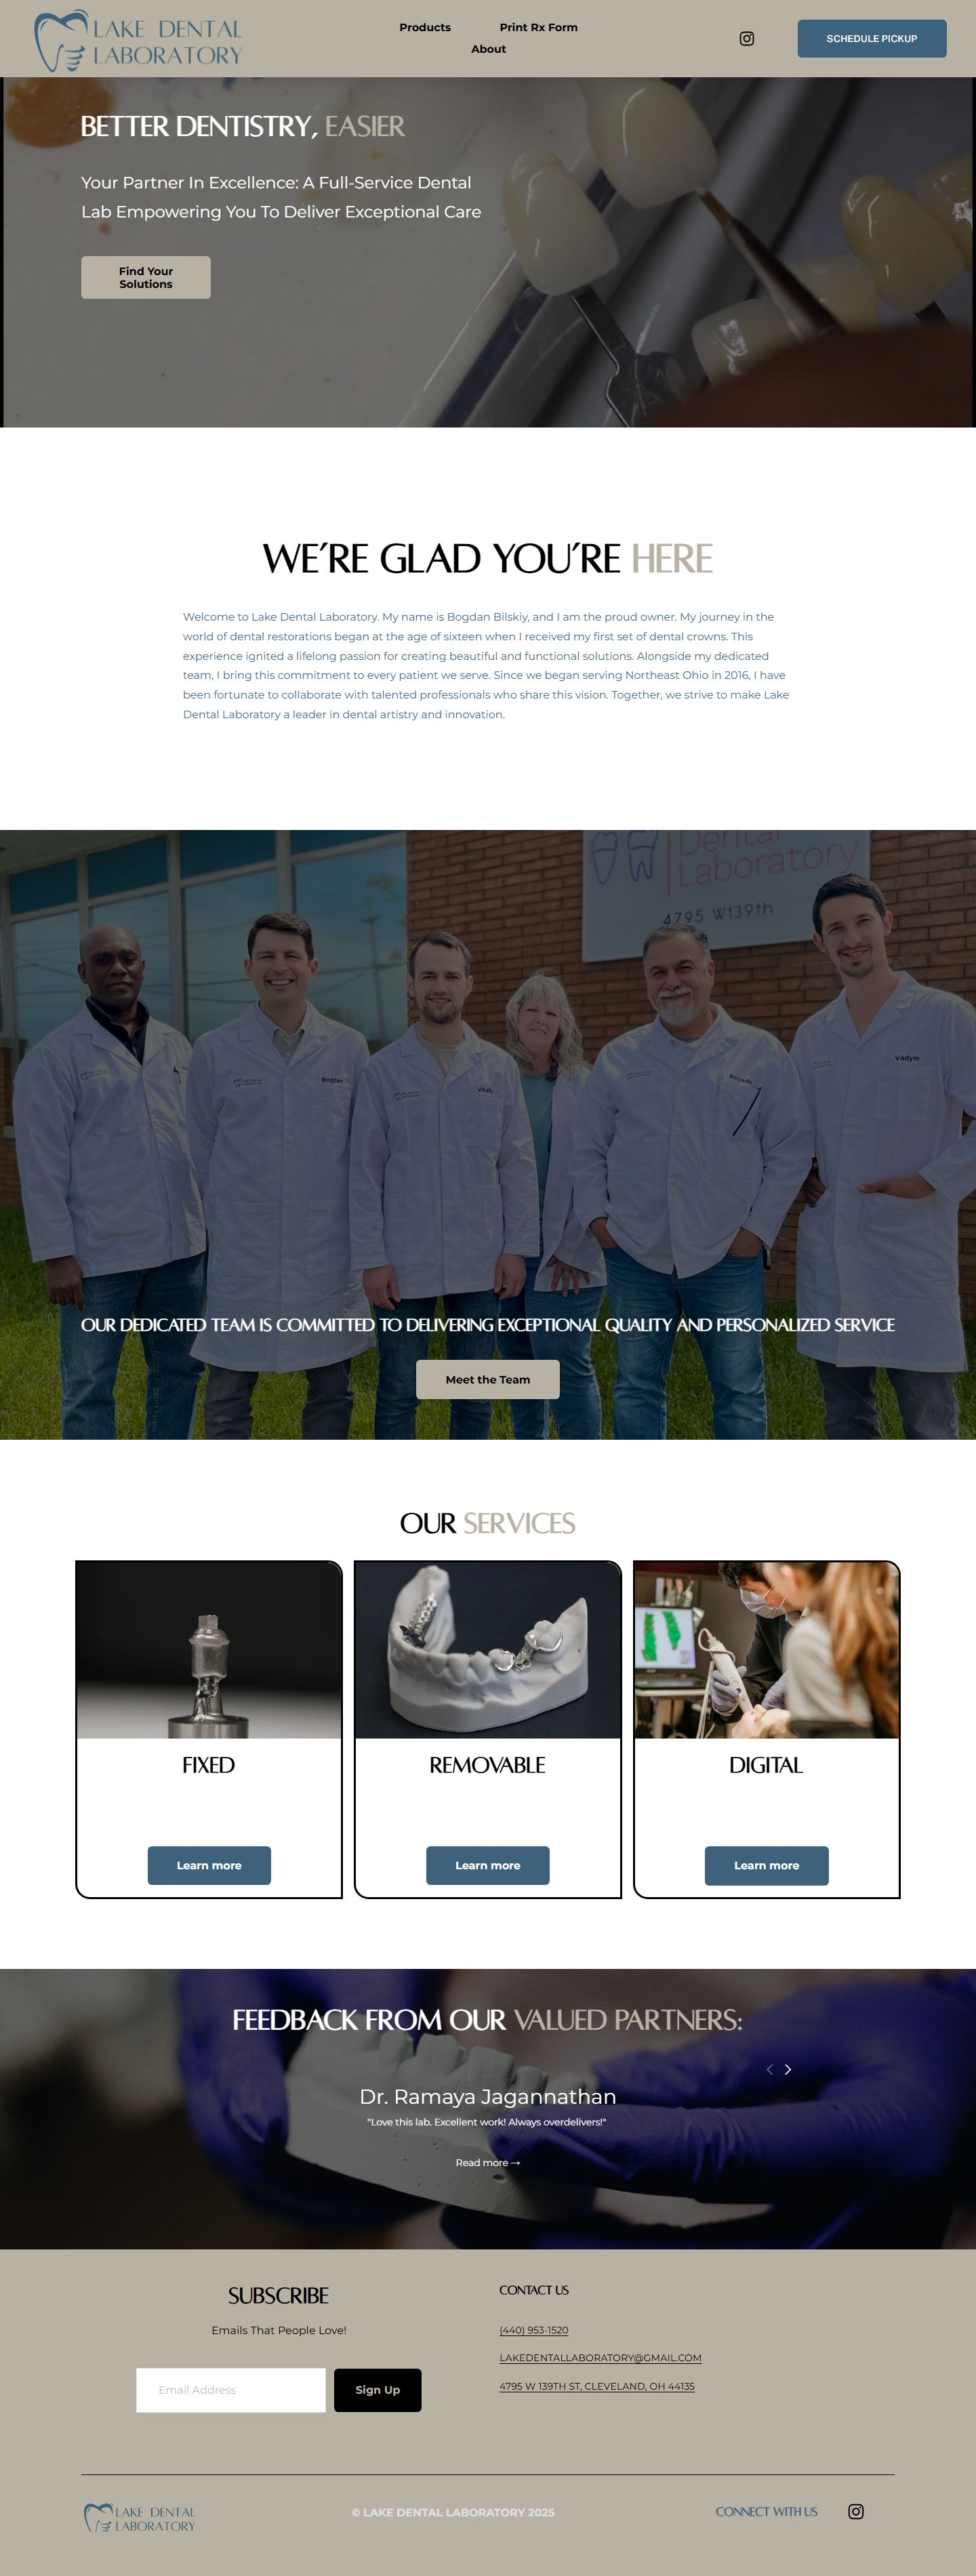 LAKE DENTAL
LABORATORY
Products
Print Rx Form
About
SCHEDULE PICKUP
BETTER DENTISTRY, EASIER
Your Partner In Excellence: A Full-Service Dental
Lab Empowering You To Deliver Exceptional Care
Find Your
Solutions
WE'RE GLAD YOU'RE HERE
Welcome to Lake Dental Laboratory. My name is Bogdan Bilskiy, and I am the proud owner. My journey in the
world of dental restorations began at the age of sixteen when I received my first set of dental crowns. This
experience ignited a lifelong passion for creating beautiful and functional solutions. Alongside my dedicated
team, I bring this commitment to every patient we serve. Since we began serving Northeast Ohio in 2016, I have
been fortunate to collaborate with talented professionals who share this vision. Together, we strive to make Lake
Dental Laboratory a leader in dental artistry and innovation.
Dental
Laboratory
4795 W139th
Bogdan
Vitaly
Vadym
OUR DEDICATED TEAM IS COMMITTED TO DELIVERING EXCEPTIONAL QUALITY AND PERSONALIZED SERVICE
Meet the Team
OUR SERVICES
FIXED
REMOVABLE
DIGITAL
Learn more
Learn more
Learn more
FEEDBACK FROM OUR VALUED PARTNERS:
Dr. Ramaya Jagannathan
"Love this lab. Excellent work! Always overdelivers!"
Read more →
SUBSCRIBE
Emails That People Love!
Email Address
Sign Up
CONTACT US
(440) 953-1520
LAKEDENTALLABORATORY@GMAIL.COM
4795 W 139TH ST, CLEVELAND, OH 44135
LAKE DENTAL
LABORATORY
© LAKE DENTAL LABORATORY 2025
CONNECT WITH US